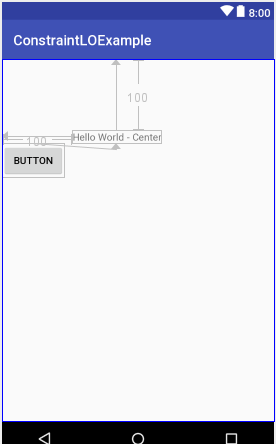 8:00
ConstraintLOExample
100
Hello World - Center
100
BUTTON